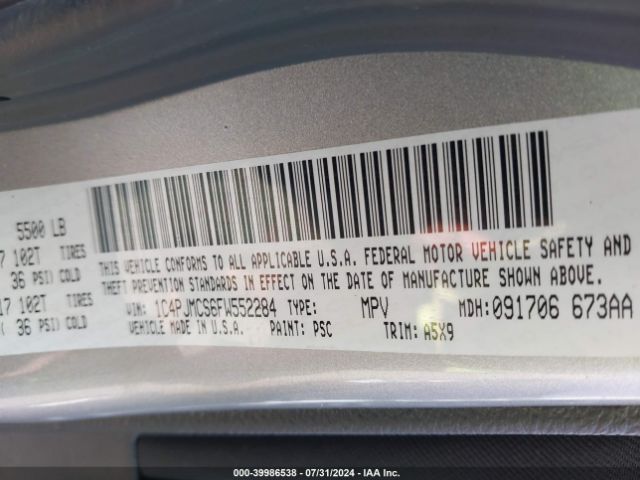 5500 LB
7 102T TIRES
36 PSI) COLD
17 102T TIRES
( 36 PSI) COLD
THIS VEHICLE CONFORMS TO ALL APPLICABLE U.S.A. FEDERAL MOTOR VEHICLE SAFETY AND
THEFT PREVENTION STANDARDS IN EFFECT ON THE DATE OF MANUFACTURE SHOWN ABOVE.
VIN: 1C4PJMCS6FW552284 TYPE: MPV MDH: 091706 673AA
VEHICLE MADE IN U.S.A. PAINT: PSC TRIM: A5X9
000-39986538 - 07/31/2024 - IAA Inc.